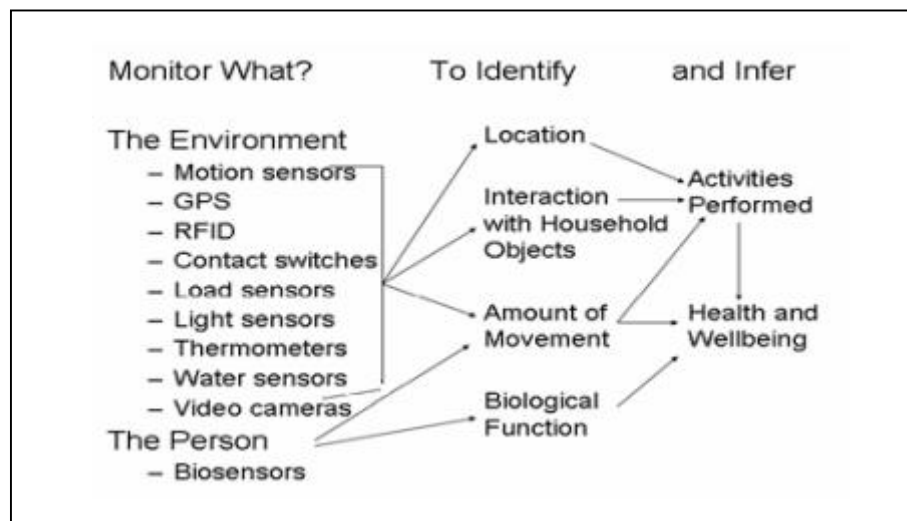 Monitor What? To Identify and Infer
The Environment
– Motion sensors
– GPS
– RFID
– Contact switches
– Load sensors
– Light sensors
– Thermometers
– Water sensors
– Video cameras
The Person
– Biosensors
Location
Interaction
with Household
Objects
Amount of
Movement
Biological
Function
Activities
Performed
Health and
Wellbeing